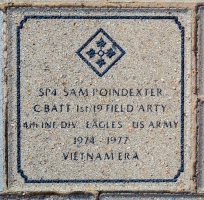 SP4 SAM POINDEXTER
C BATT 1st/19 FIELD ARTY
4th INF DIV EAGLES US ARMY
1974 - 1977
VIETNAM ERA